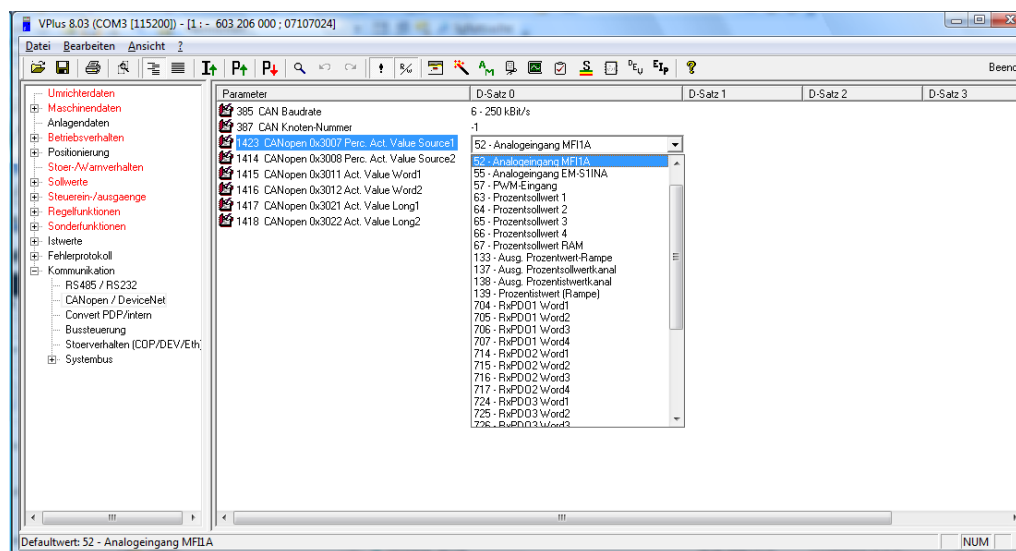 VPlus 8.03 (COM3 [115200]) - [1 : - 603 206 000 ; 07107024]
Datei Bearbeiten Ansicht ?
Beenc
Umrichterdaten
Maschinendaten
Anlagendaten
Betriebsverhalten
Positionierung
Stoer-/Warnverhalten
Sollwerte
Steuerein-/ausgaenge
Regelfunktionen
Sonderfunktionen
Istwerte
Fehlerprotokoll
Kommunikation
RS485 / RS232
CANopen / DeviceNet
Convert PDP/intern
Bussteuerung
Stoerverhalten (COP/DEV/Eth)
Systembus
Parameter D-Satz 0 D-Satz 1 D-Satz 2 D-Satz 3
385 CAN Baudrate 6 - 250 kBit/s
387 CAN Knoten-Nummer -1
1423 CANopen 0x3007 Perc. Act. Value Source1 52 - Analogeingang MFI1A
1414 CANopen 0x3008 Perc. Act. Value Source2
1415 CANopen 0x3011 Act. Value Word1
1416 CANopen 0x3012 Act. Value Word2
1417 CANopen 0x3021 Act. Value Long1
1418 CANopen 0x3022 Act. Value Long2
52 - Analogeingang MFI1A
55 - Analogeingang EM-S1INA
57 - PWM-Eingang
63 - Prozentsollwert 1
64 - Prozentsollwert 2
65 - Prozentsollwert 3
66 - Prozentsollwert 4
67 - Prozentsollwert RAM
133 - Ausg. Prozentwert-Rampe
137 - Ausg. Prozentsollwertkanal
138 - Ausg. Prozentistwertkanal
139 - Prozentistwert (Rampe)
704 - RxPDO1 Word1
705 - RxPDO1 Word2
706 - RxPDO1 Word3
707 - RxPDO1 Word4
714 - RxPDO2 Word1
715 - RxPDO2 Word2
716 - RxPDO2 Word3
717 - RxPDO2 Word4
724 - RxPDO3 Word1
725 - RxPDO3 Word2
726 - RxPDO3 Word3
Defaultwert: 52 - Analogeingang MFI1A NUM